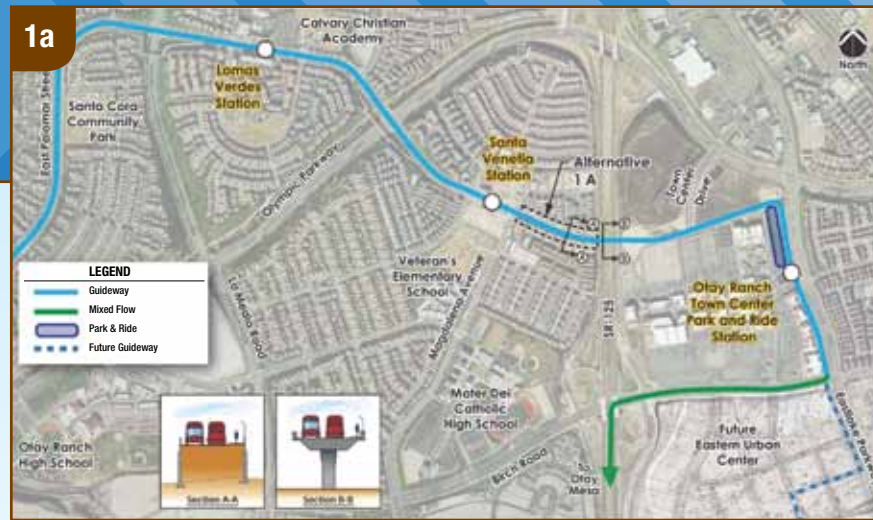 1a
Calvary Christian
Academy
North
Lomas
Verdes
Station
Santa Cora
Community
Park
East Palomar Street
Olympic Parkway
Santa
Venetia
Station
Alternative
1 A
Town
Center
Drive
LEGEND
Guideway
Mixed Flow
Park & Ride
Future Guideway
La Media Road
Veteran's
Elementary
School
Magdalena Avenue
SR-125
Otay Ranch
Town Center
Park and Ride
Station
Mater Dei
Catholic
High School
Otay Ranch
High School
Section A-A
Section B-B
Birch Road
To
Otay
Mesa
Future
Eastern Urban
Center
Eastlake Parkway